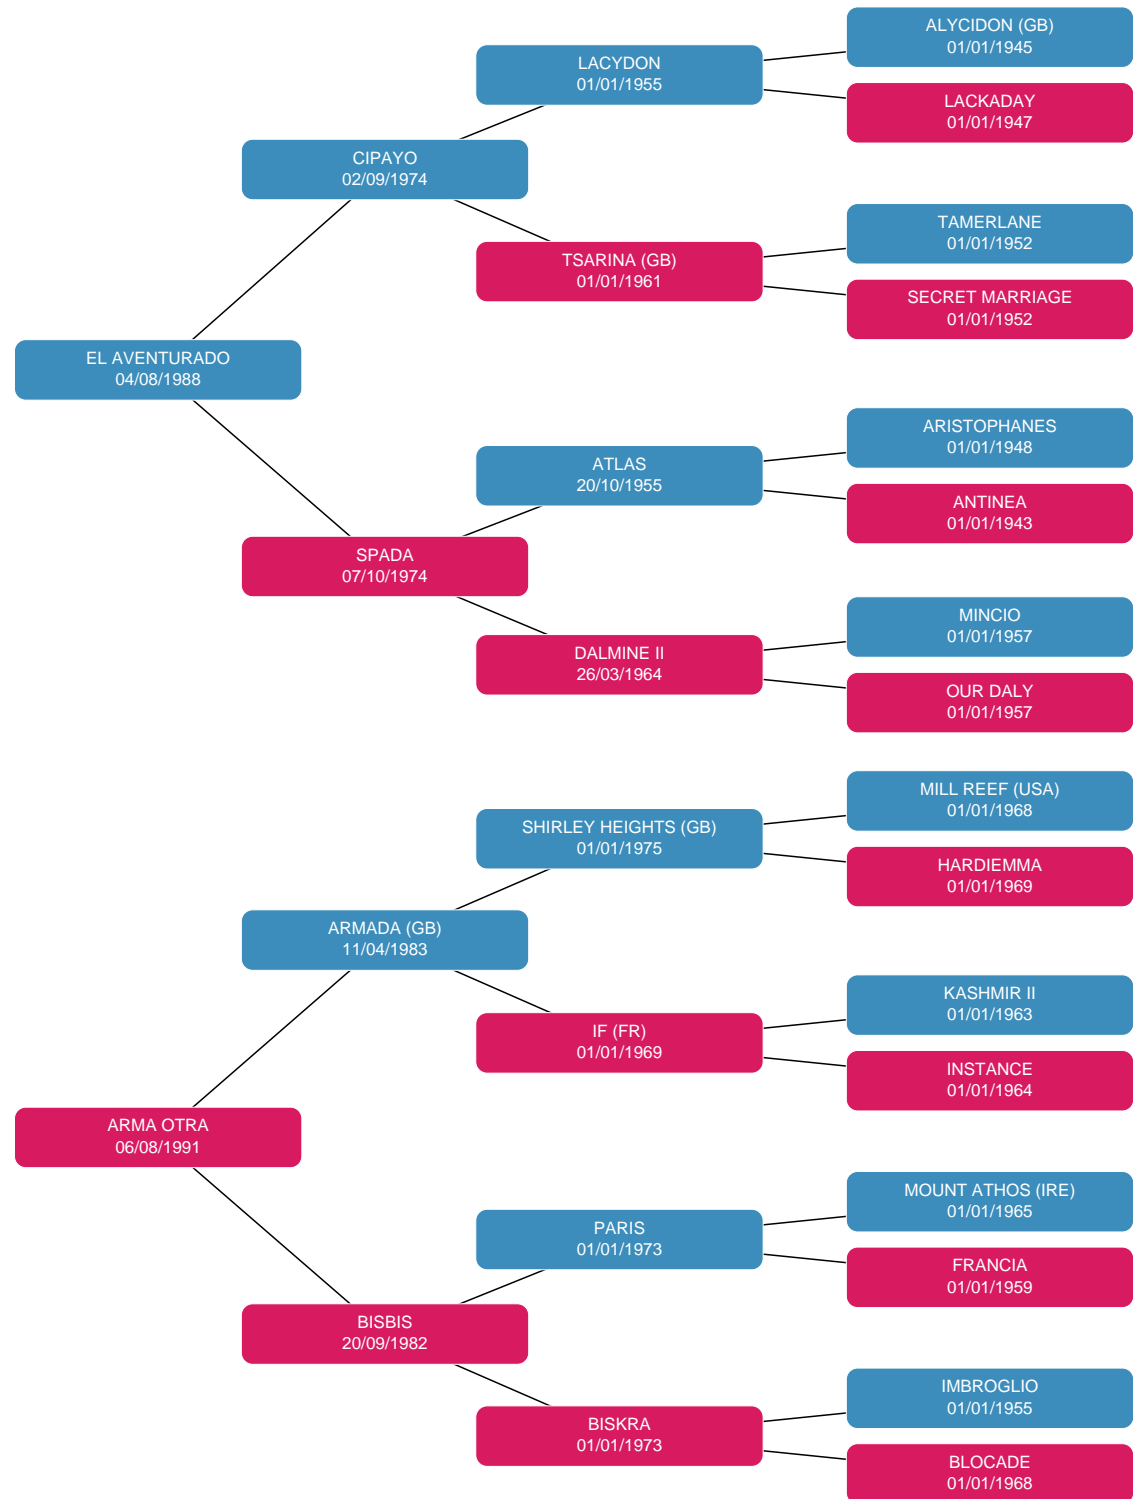 ALYCIDON (GB)
01/01/1945
LACYDON
01/01/1955
LACKADAY
01/01/1947
CIPAYO
02/09/1974
TAMERLANE
01/01/1952
TSARINA (GB)
01/01/1961
SECRET MARRIAGE
01/01/1952
EL AVENTURADO
04/08/1988
ARISTOPHANES
01/01/1948
ATLAS
20/10/1955
ANTINEA
01/01/1943
SPADA
07/10/1974
MINCIO
01/01/1957
DALMINE II
26/03/1964
OUR DALY
01/01/1957
MILL REEF (USA)
01/01/1968
SHIRLEY HEIGHTS (GB)
01/01/1975
HARDIEMMA
01/01/1969
ARMADA (GB)
11/04/1983
KASHMIR II
01/01/1963
IF (FR)
01/01/1969
INSTANCE
01/01/1964
ARMA OTRA
06/08/1991
MOUNT ATHOS (IRE)
01/01/1965
PARIS
01/01/1973
FRANCIA
01/01/1959
BISBIS
20/09/1982
IMBROGLIO
01/01/1955
BISKRA
01/01/1973
BLOCADE
01/01/1968